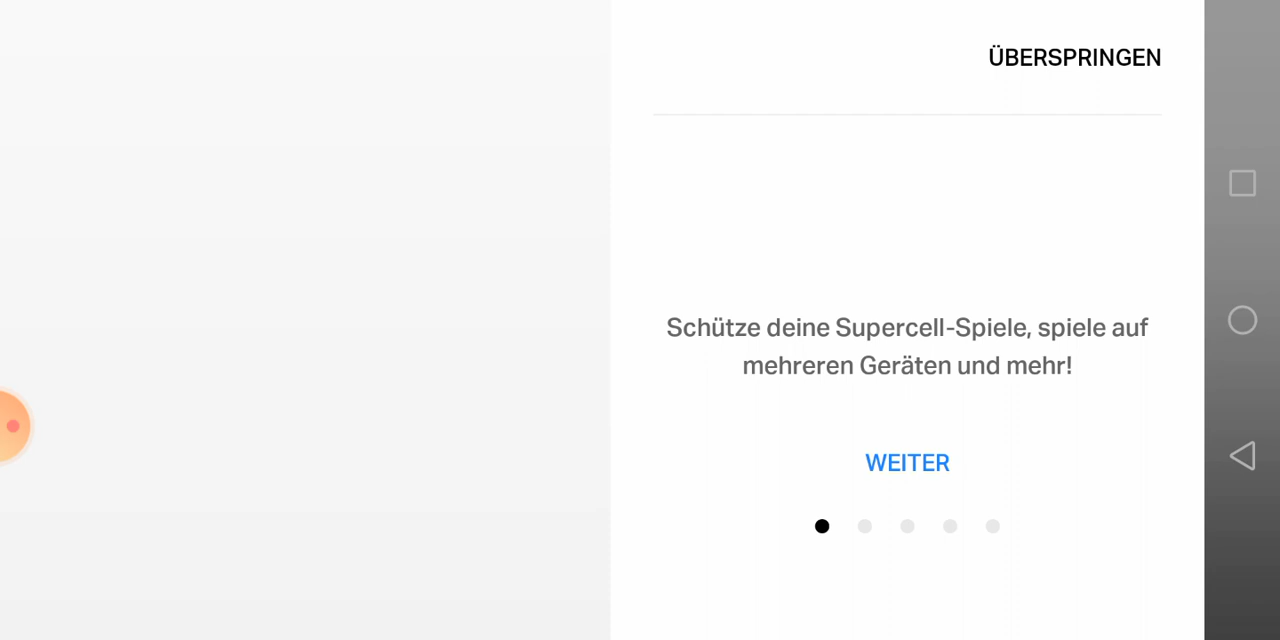 ÜBERSPRINGEN
Schütze deine Supercell-Spiele, spiele auf
mehreren Geräten und mehr!
WEITER